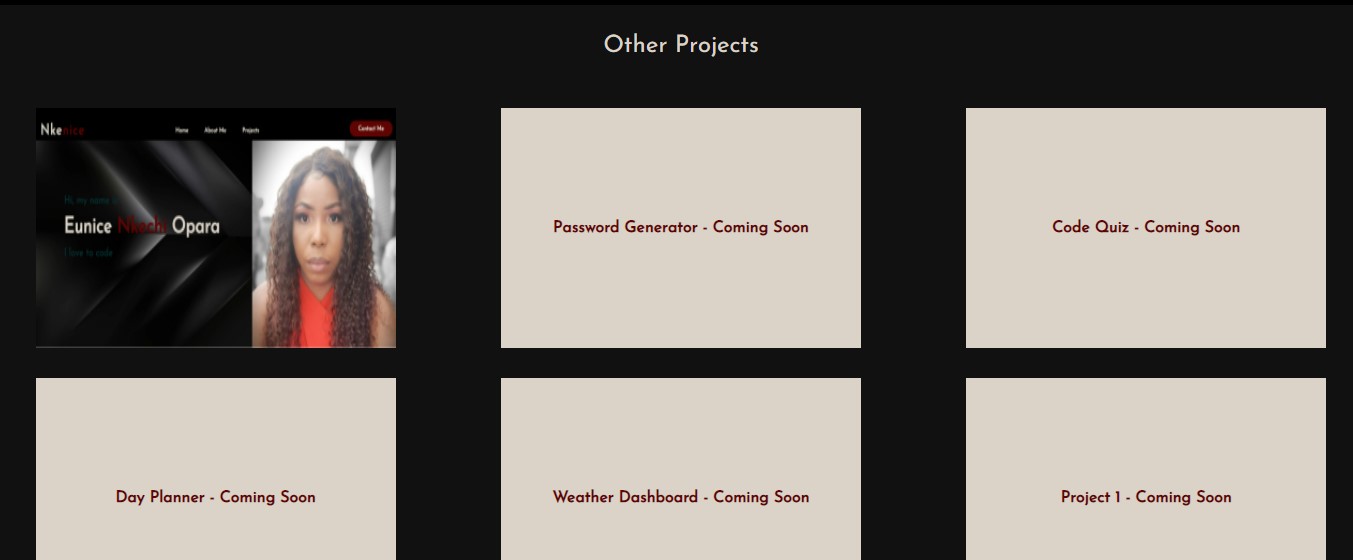 Other Projects
Nkenice
Home About Me Projects
Contact Me
Hi, my name is
Eunice Nkechi Opara
I love to code
Password Generator - Coming Soon
Code Quiz - Coming Soon
Day Planner - Coming Soon
Weather Dashboard - Coming Soon
Project 1 - Coming Soon